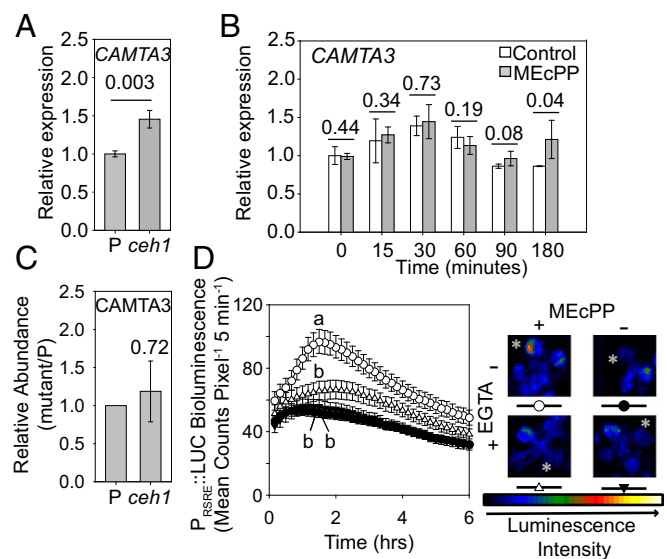 A
CAMTA3
0.003
Relative expression
2.5
2.0
1.5
1.0
0.5
0.0
P ceh1
B
CAMTA3
Control
MEcPP
Relative expression
2.5
2.0
1.5
1.0
0.5
0.0
0.44 0.34 0.73 0.19 0.08 0.04
0 15 30 60 90 180
Time (minutes)
C
CAMTA3
0.72
Relative Abundance
(mutant/P)
2.5
2.0
1.5
1.0
0.5
0.0
P ceh1
D
P_RSRE::LUC Bioluminescence
(Mean Counts Pixel⁻¹ 5 min⁻¹)
120
80
40
0
a
b
b b
0 2 4 6
Time (hrs)
MEcPP
+ -
EGTA
-
+
* *
* *
Luminescence
Intensity